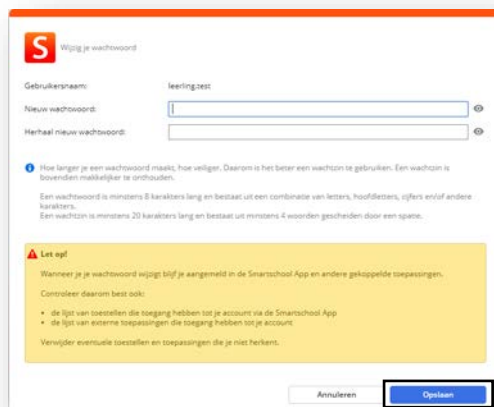 S Wijzig je wachtwoord
Gebruikersnaam: leerling.test
Nieuw wachtwoord:
Herhaal nieuw wachtwoord:
Hoe langer je een wachtwoord maakt, hoe veiliger. Daarom is het beter een wachtzin te gebruiken. Een wachtzin is
bovendien makkelijker te onthouden.
Een wachtwoord is minstens 8 karakters lang en bestaat uit een combinatie van letters, hoofdletters, cijfers en/of andere
karakters.
Een wachtzin is minstens 20 karakters lang en bestaat uit minstens 4 woorden gescheiden door een spatie.
Let op!
Wanneer je je wachtwoord wijzigt blijf je aangemeld in de Smartschool App en andere gekoppelde toepassingen.
Controleer daarom best ook:
• de lijst van toestellen die toegang hebben tot je account via de Smartschool App
• de lijst van externe toepassingen die toegang hebben tot je account
Verwijder eventuele toestellen en toepassingen die je niet herkent.
Annuleren Opslaan